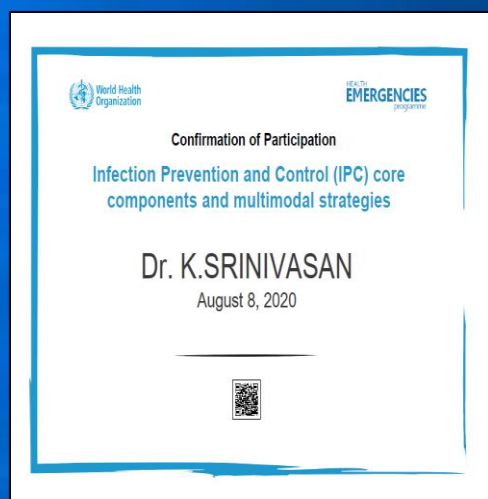 World Health
Organization
HEALTH
EMERGENCIES
programme
Confirmation of Participation
Infection Prevention and Control (IPC) core
components and multimodal strategies
Dr. K.SRINIVASAN
August 8, 2020